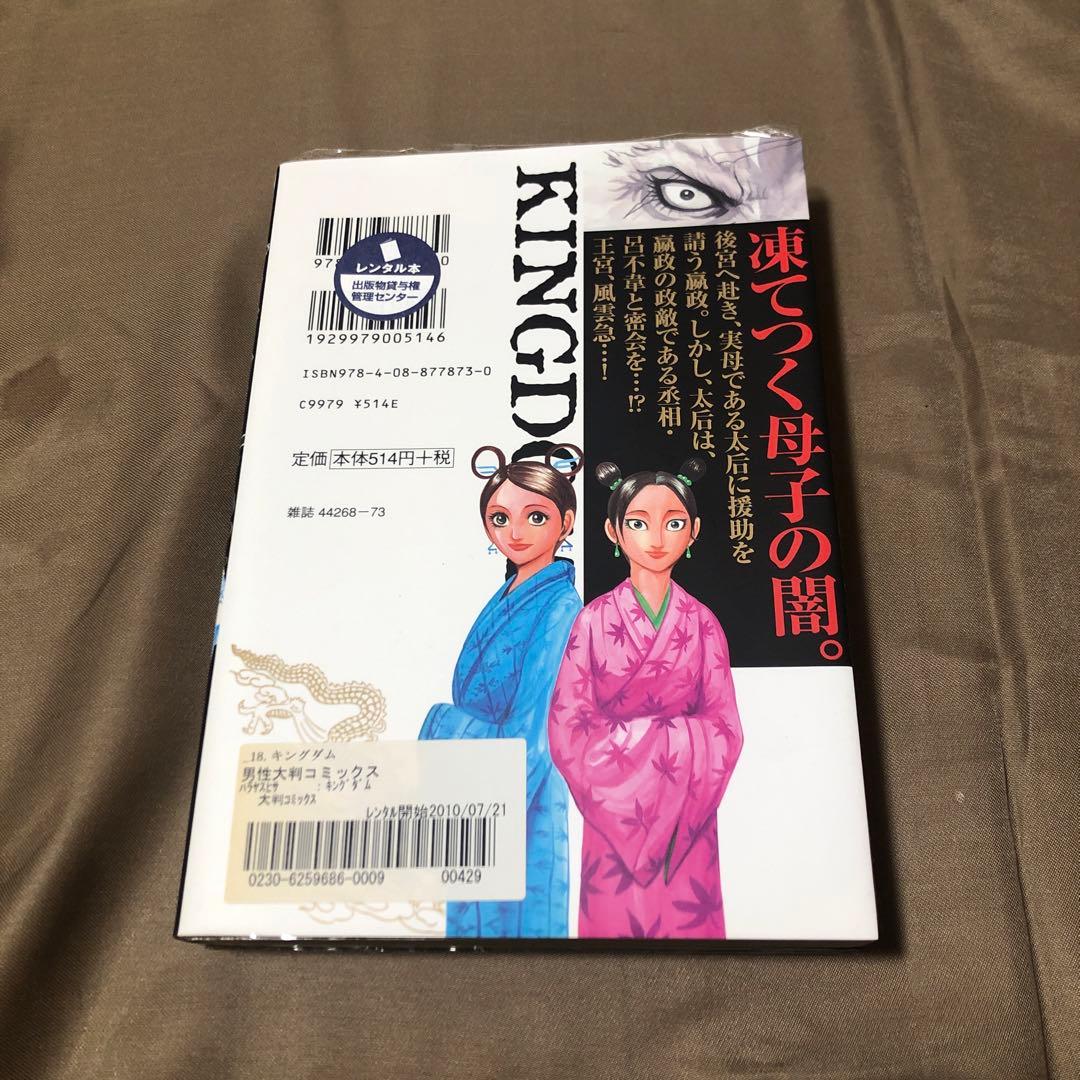 KINGDO
凍てつく母子の闇。
後宮へ赴き、実母である太后に援助を
請う嬴政。しかし、太后は、
嬴政の政敵である丞相・
呂不韋と密会を…!?
王宮、風雲急…!
レンタル本
出版物貸与権
管理センター
1929979005146
ISBN978-4-08-877873-0
C9979 ¥514E
定価 本体514円+税
雑誌 44268-73
18. キングダム
男性大判コミックス
ハラヤスヒサ : キングダム
大判コミックス
レンタル開始2010/07/21
0230-6259686-0009 00429